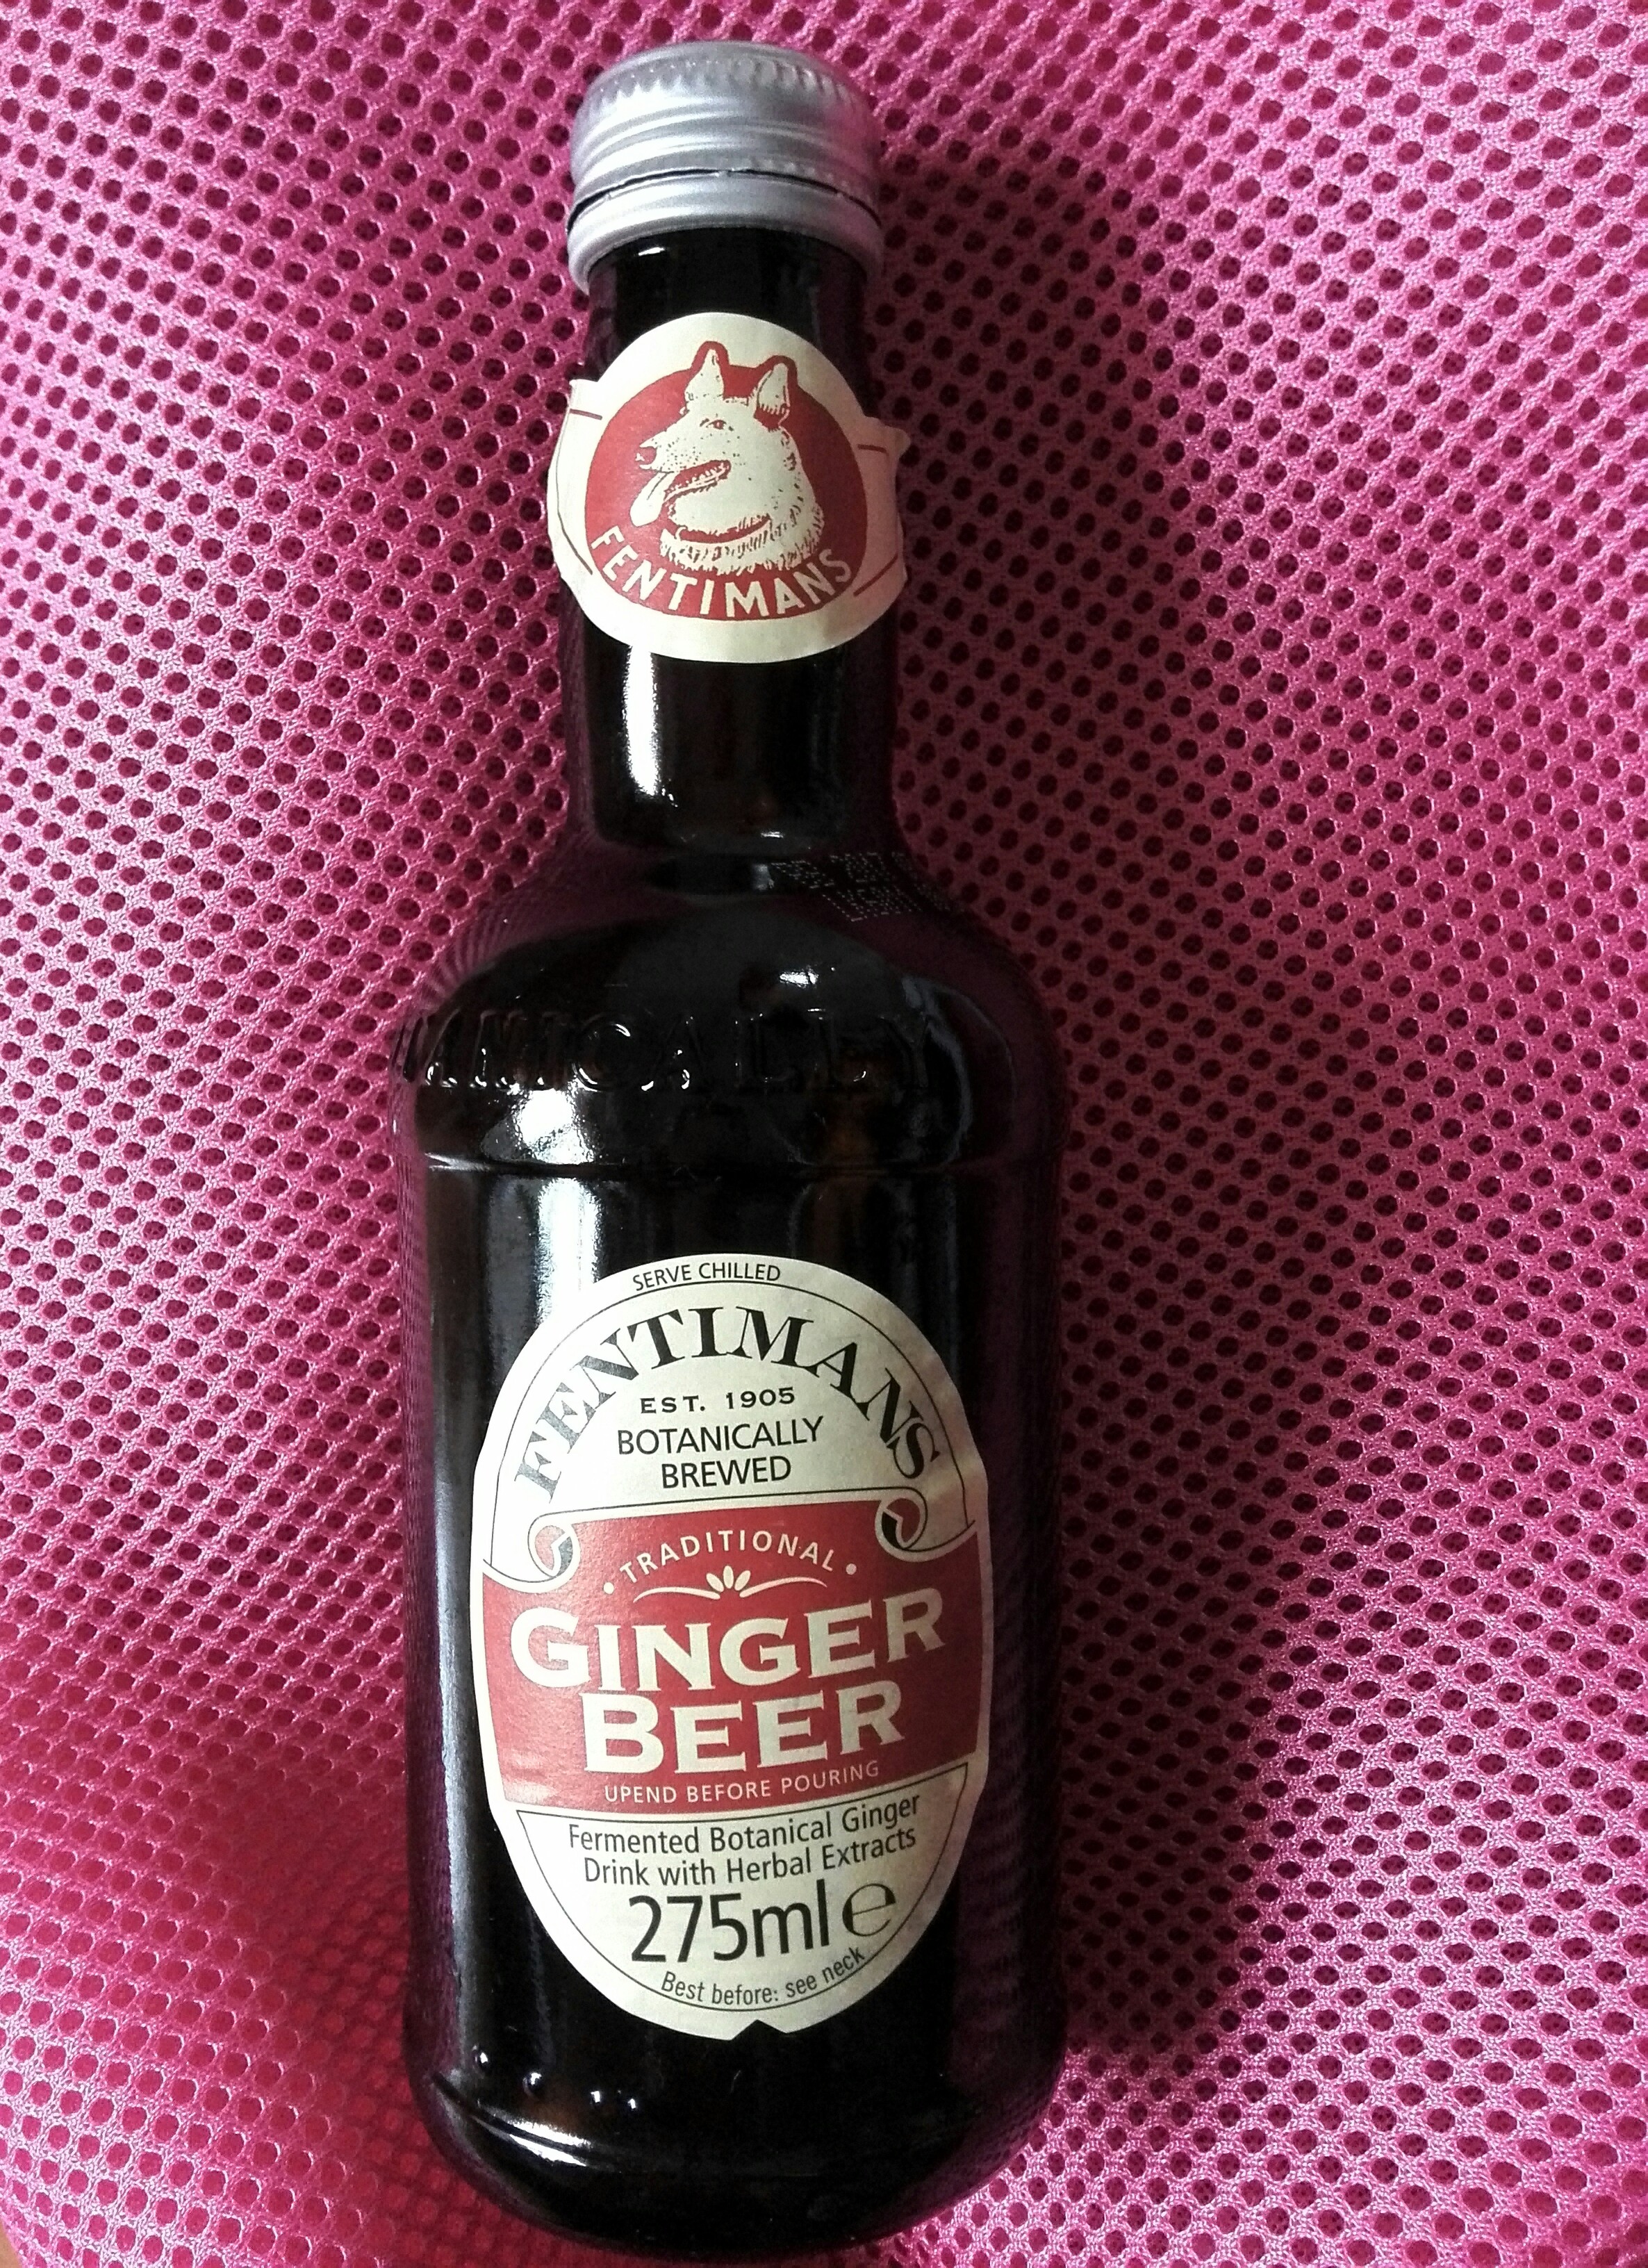 FENTIMANS
ANICALLY
SERVE CHILLED
FENTIMANS
EST. 1905
BOTANICALLY
BREWED
• TRADITIONAL •
GINGER
BEER
UPEND BEFORE POURING
Fermented Botanical Ginger
Drink with Herbal Extracts
275ml e
Best before: see neck